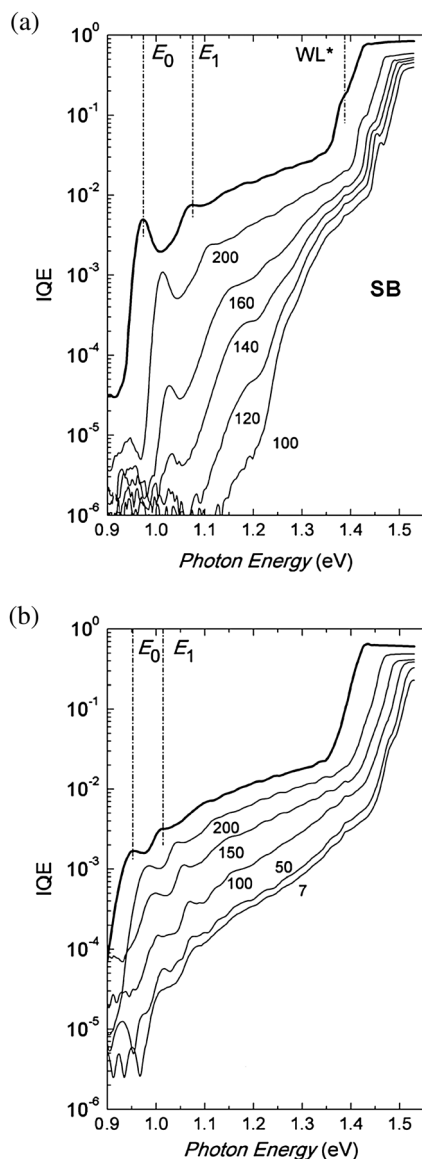 (a)
E₀ E₁ WL*
10⁰
10⁻¹
10⁻²
10⁻³
10⁻⁴
10⁻⁵
10⁻⁶
IQE
200
160
140
120
100
SB
0.9 1.0 1.1 1.2 1.3 1.4 1.5
Photon Energy (eV)
(b)
E₀ E₁
10⁰
10⁻¹
10⁻²
10⁻³
10⁻⁴
10⁻⁵
10⁻⁶
IQE
200
150
100
50
7
0.9 1.0 1.1 1.2 1.3 1.4 1.5
Photon Energy (eV)